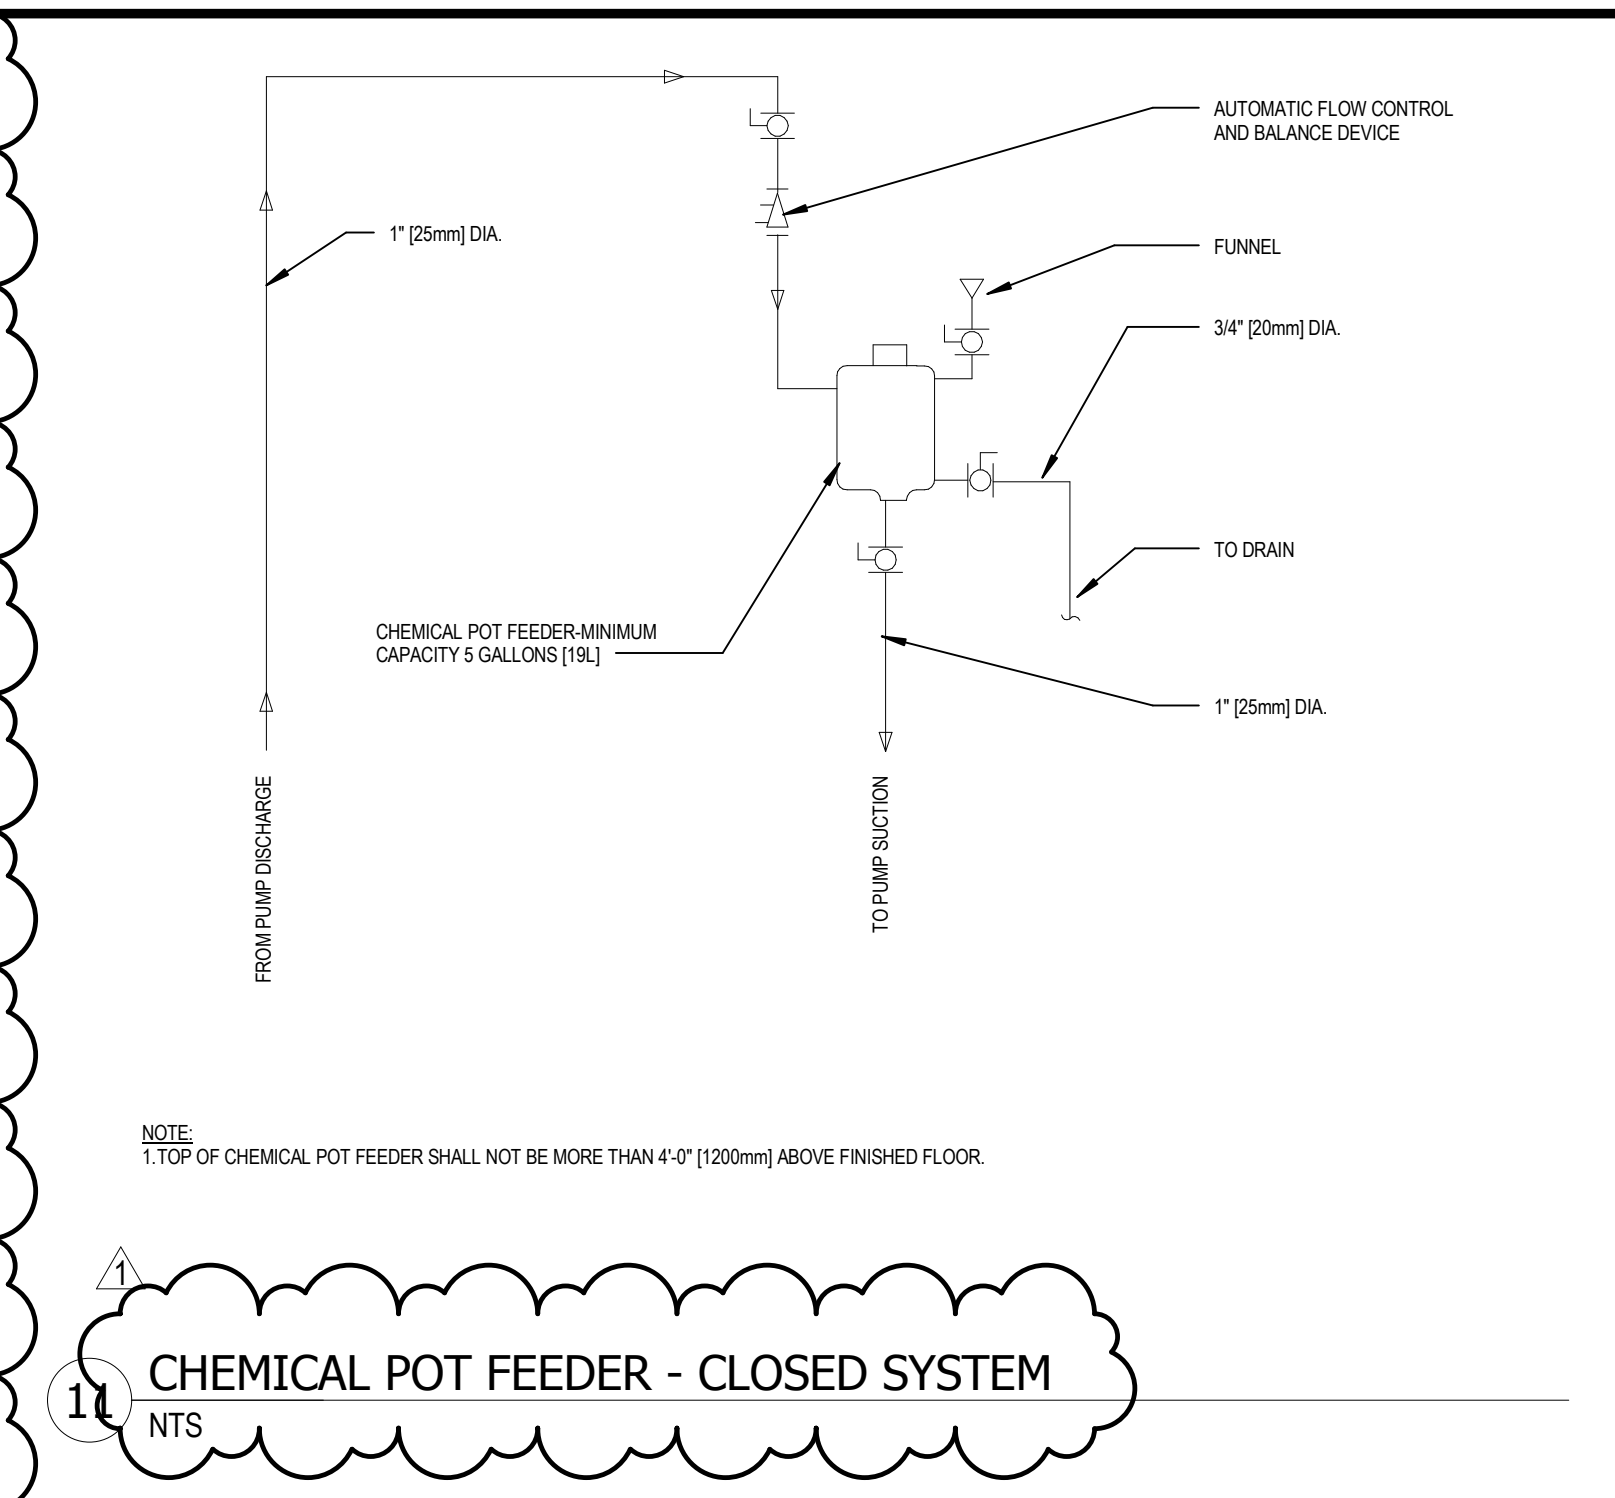 AUTOMATIC FLOW CONTROL
AND BALANCE DEVICE
1" [25mm] DIA.
FUNNEL
3/4" [20mm] DIA.
TO DRAIN
CHEMICAL POT FEEDER-MINIMUM
CAPACITY 5 GALLONS [19L]
1" [25mm] DIA.
FROM PUMP DISCHARGE
TO PUMP SUCTION
NOTE:
1.TOP OF CHEMICAL POT FEEDER SHALL NOT BE MORE THAN 4'-0" [1200mm] ABOVE FINISHED FLOOR.
1
11
CHEMICAL POT FEEDER - CLOSED SYSTEM
NTS